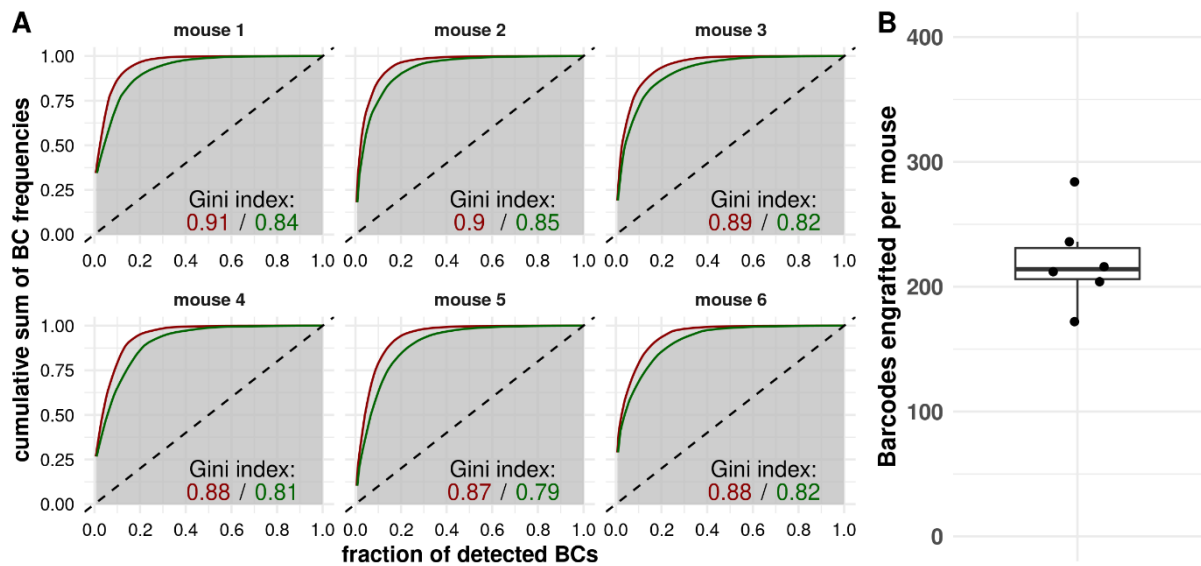 A
mouse 1
mouse 2
mouse 3
1.00
0.75
0.50
0.25
0.00
Gini index:
0.91 / 0.84
Gini index:
0.9 / 0.85
Gini index:
0.89 / 0.82
0.0 0.2 0.4 0.6 0.8 1.0
0.0 0.2 0.4 0.6 0.8 1.0
0.0 0.2 0.4 0.6 0.8 1.0
mouse 4
mouse 5
mouse 6
1.00
0.75
0.50
0.25
0.00
Gini index:
0.88 / 0.81
Gini index:
0.87 / 0.79
Gini index:
0.88 / 0.82
0.0 0.2 0.4 0.6 0.8 1.0
0.0 0.2 0.4 0.6 0.8 1.0
0.0 0.2 0.4 0.6 0.8 1.0
cumulative sum of BC frequencies
fraction of detected BCs
B
Barcodes engrafted per mouse
400
300
200
100
0